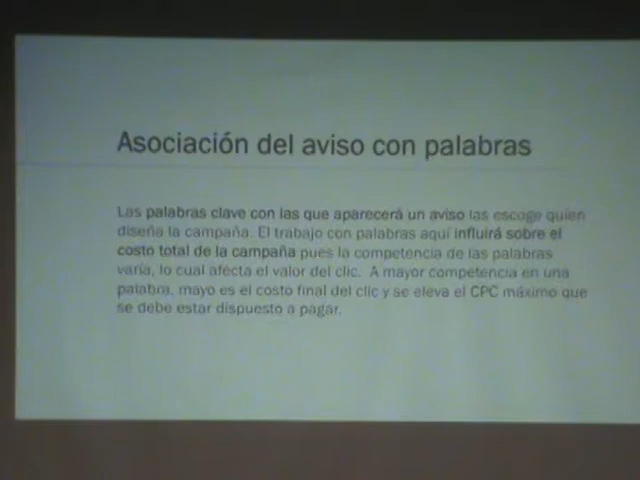 Asociación del aviso con palabras
Las palabras clave con las que aparecerá un aviso las escoge quien
diseña la campaña. El trabajo con palabras aquí influirá sobre el
costo total de la campaña pues la competencia de las palabras
varía, lo cual afecta el valor del clic. A mayor competencia en una
palabra, mayo es el costo final del clic y se eleva el CPC máximo que
se debe estar dispuesto a pagar.